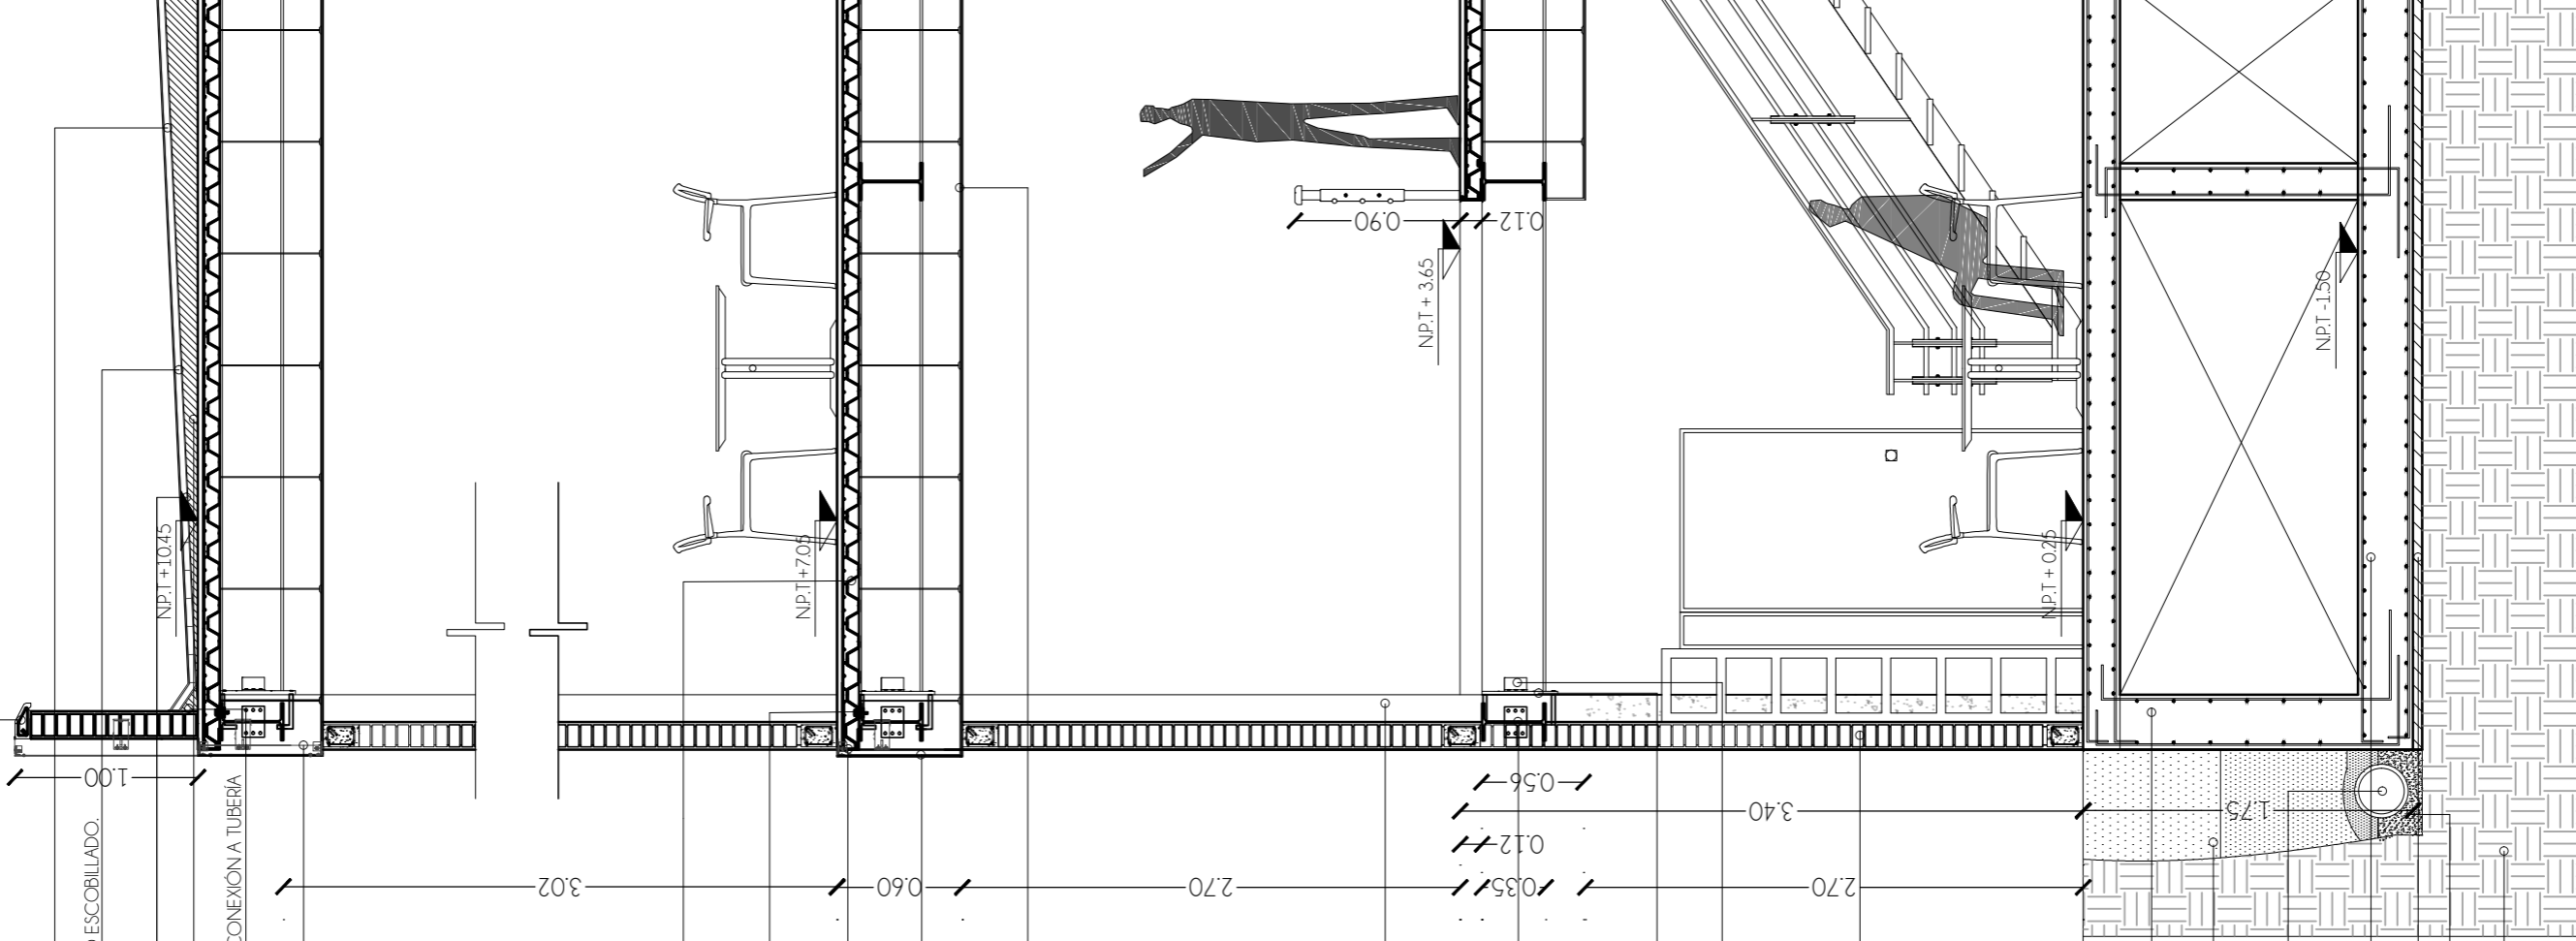 N.P.T +10.45
N.P.T +7.05
N.P.T + 3.65
N.P.T + 0.25
N.P.T -1.50
0.90
0.12
1.00
0.56
3.40
1.75
0.12
3.02
0.60
2.70
0.35
2.70
ESCOBILLADO.
CONEXIÓN A TUBERÍA